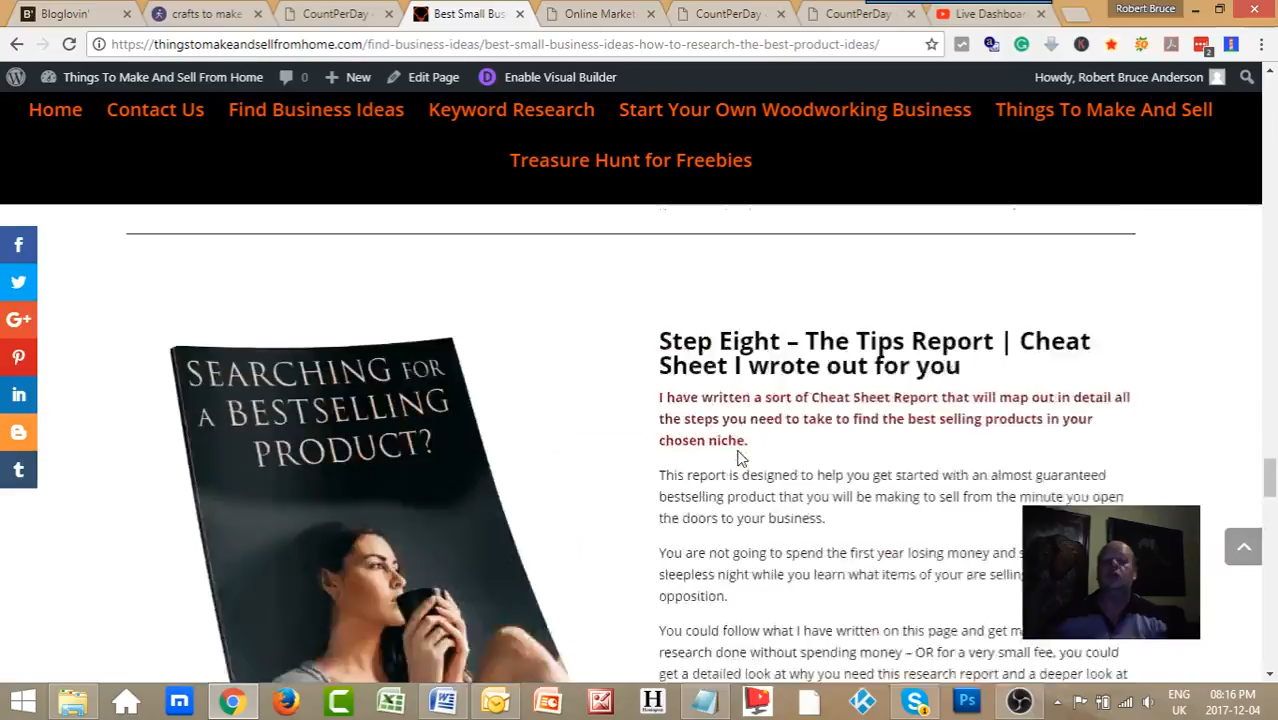 Bloglovin'
crafts to make
CountPerDay
Best Small Bus
Online Market
CountPerDay
CountPerDay
Live Dashboa
Robert Bruce
https://thingstomakeandsellfromhome.com/find-business-ideas/best-small-business-ideas-how-to-research-the-best-product-ideas/
Things To Make And Sell From Home 0 New Edit Page Enable Visual Builder Howdy, Robert Bruce Anderson
Home Contact Us Find Business Ideas Keyword Research Start Your Own Woodworking Business Things To Make And Sell
Treasure Hunt for Freebies
SEARCHING FOR
A BESTSELLING
PRODUCT?
Step Eight – The Tips Report | Cheat
Sheet I wrote out for you
I have written a sort of Cheat Sheet Report that will map out in detail all
the steps you need to take to find the best selling products in your
chosen niche.
This report is designed to help you get started with an almost guaranteed
bestselling product that you will be making to sell from the minute you open
the doors to your business.
You are not going to spend the first year losing money and
sleepless night while you learn what items of your are selling
opposition.
You could follow what I have written on this page and get
research done without spending money – OR for a very small fee, you could
get a detailed look at why you need this research report and a deeper look at
ENG 08:16 PM
UK 2017-12-04